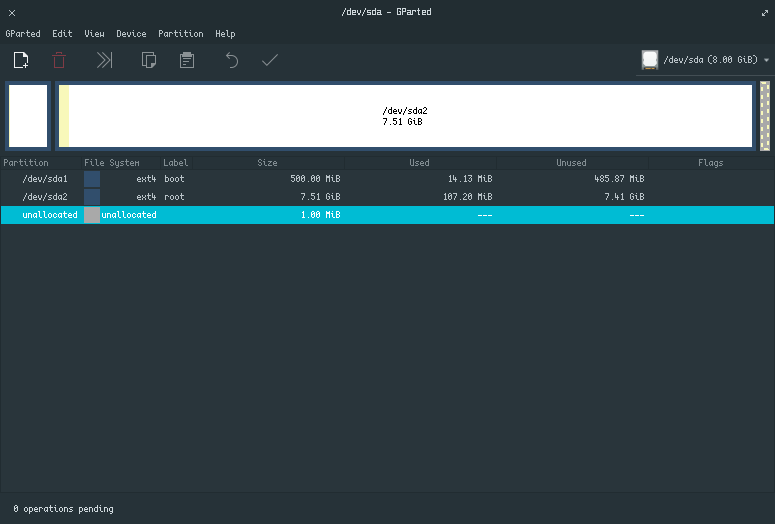 /dev/sda - GParted
GParted Edit View Device Partition Help
/dev/sda (8.00 GiB)
/dev/sda2
7.51 GiB
Partition File System Label Size Used Unused Flags
/dev/sda1 ext4 boot 500.00 MiB 14.13 MiB 485.87 MiB
/dev/sda2 ext4 root 7.51 GiB 107.20 MiB 7.41 GiB
unallocated unallocated 1.00 MiB --- ---
0 operations pending